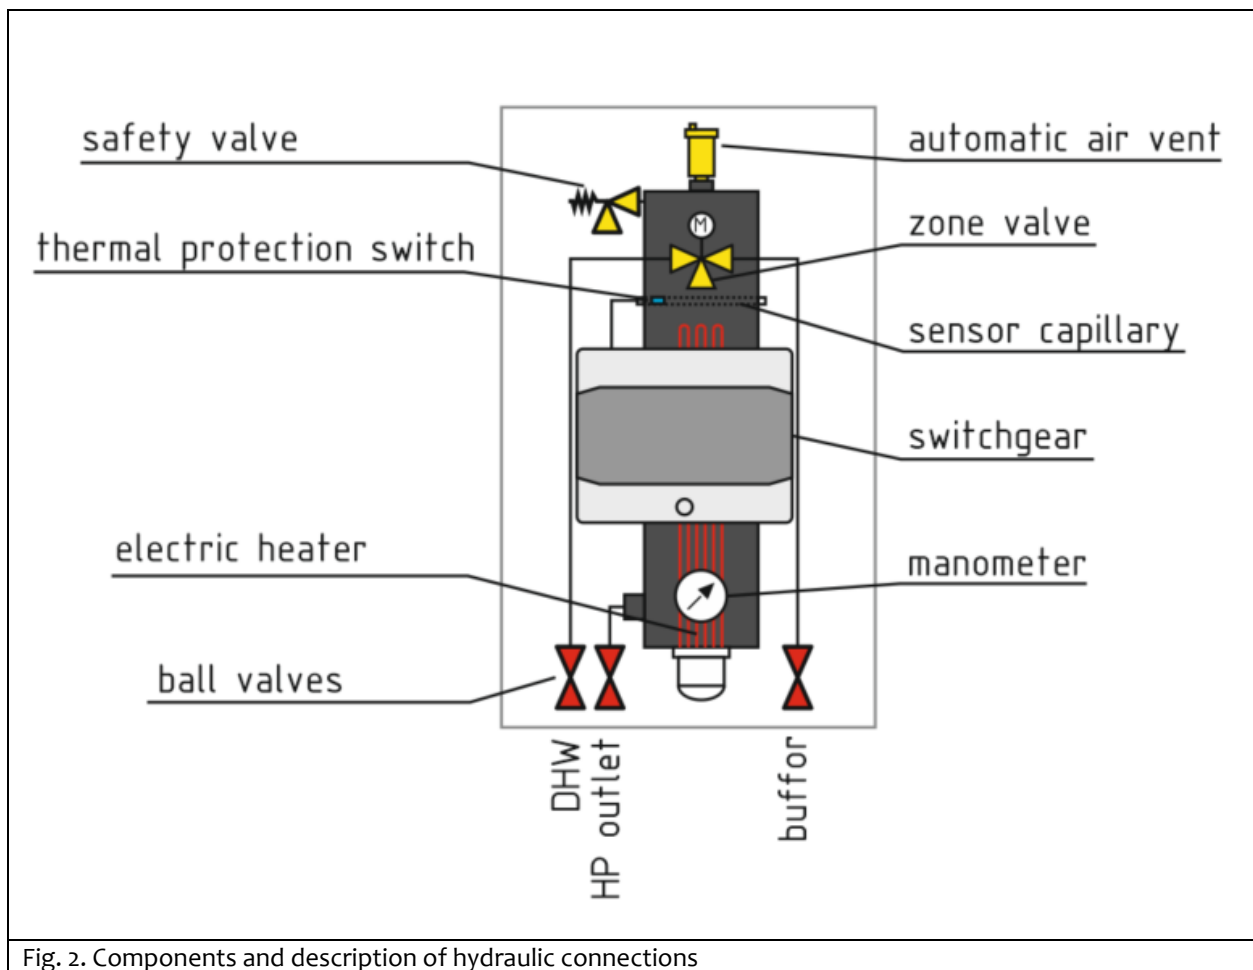 safety valve
automatic air vent
M
zone valve
thermal protection switch
sensor capillary
switchgear
electric heater
manometer
ball valves
DHW
HP outlet
buffor
Fig. 2. Components and description of hydraulic connections